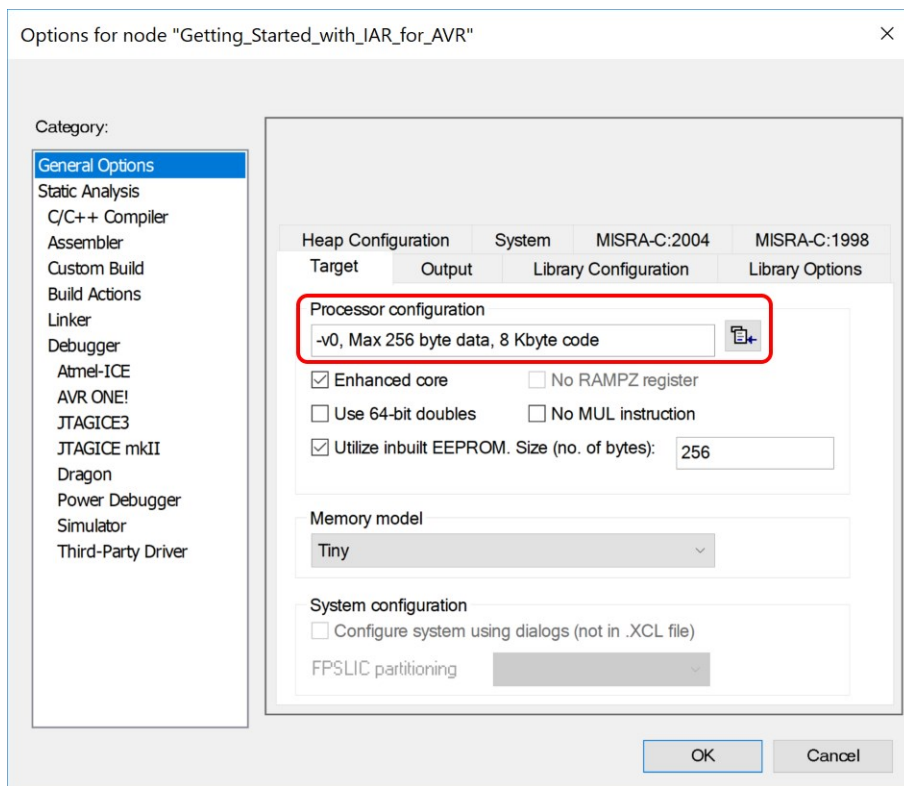 Options for node "Getting_Started_with_IAR_for_AVR"
Category:
General Options
Static Analysis
C/C++ Compiler
Assembler
Custom Build
Build Actions
Linker
Debugger
Atmel-ICE
AVR ONE!
JTAGICE3
JTAGICE mkII
Dragon
Power Debugger
Simulator
Third-Party Driver
Heap Configuration System MISRA-C:2004 MISRA-C:1998
Target Output Library Configuration Library Options
Processor configuration
-v0, Max 256 byte data, 8 Kbyte code
Enhanced core No RAMPZ register
Use 64-bit doubles No MUL instruction
Utilize inbuilt EEPROM. Size (no. of bytes): 256
Memory model
Tiny
System configuration
Configure system using dialogs (not in .XCL file)
FPSLIC partitioning
OK Cancel